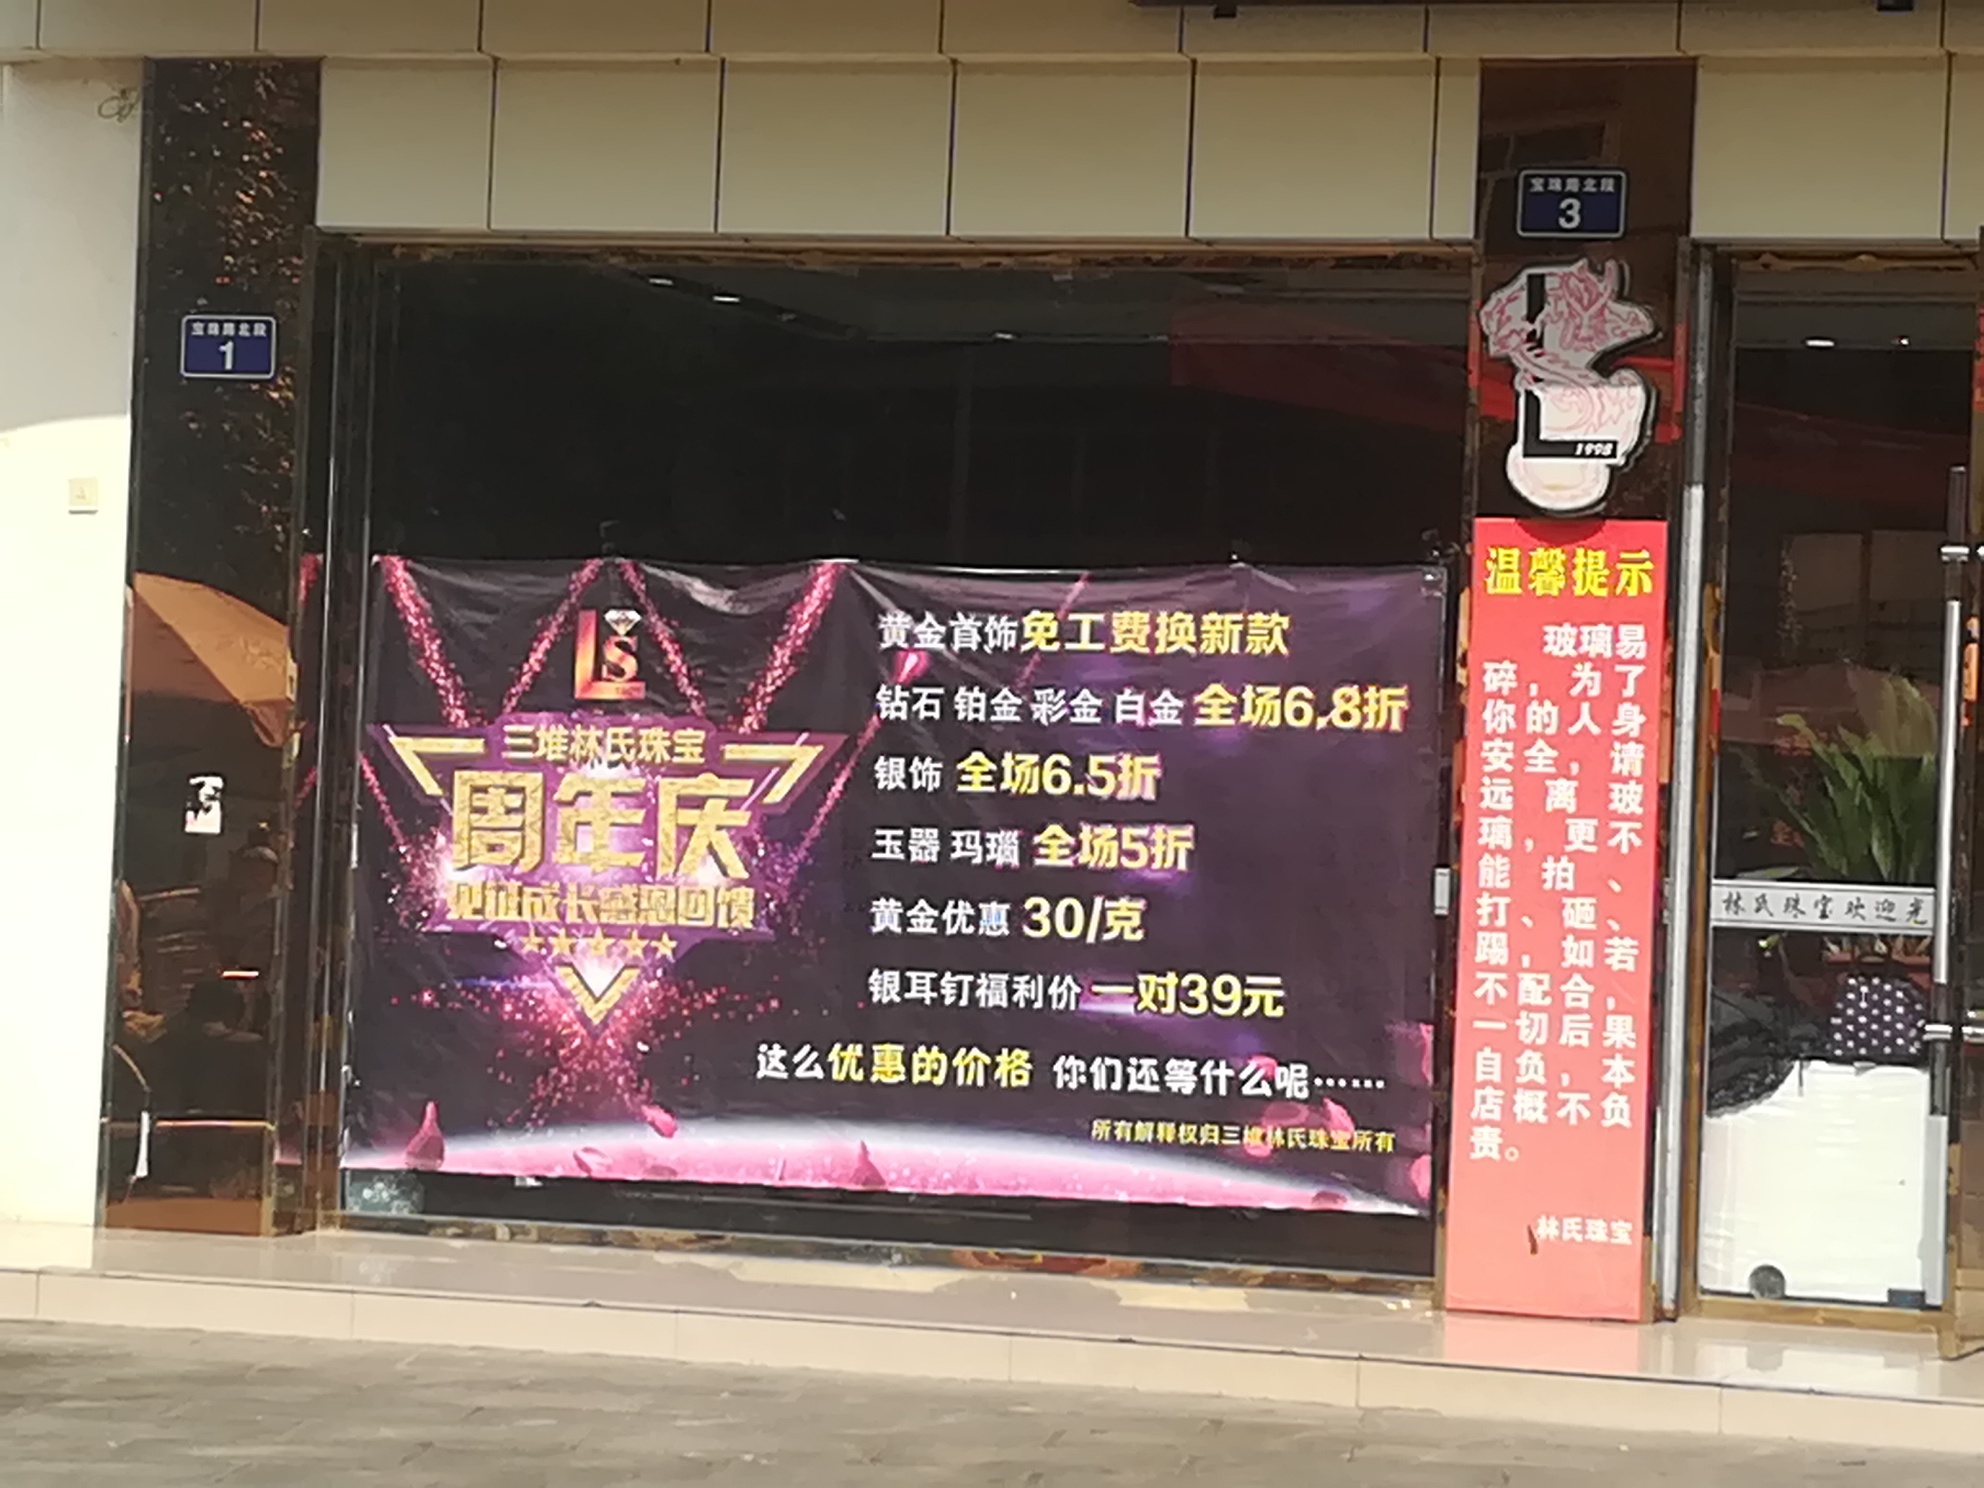 宝珠路北段
1
宝珠路北段
3
1998
LS
三堆林氏珠宝
周年庆
见证成长感恩回馈
黄金首饰免工费换新款
钻石 铂金 彩金 白金 全场6.8折
银饰 全场6.5折
玉器 玛瑙 全场5折
黄金优惠 30/克
银耳钉福利价 一对39元
这么优惠的价格 你们还等什么呢······
所有解释权归三堆林氏珠宝所有
温馨提示
玻璃易
碎，为了
你的人身
安全，请
远离玻
璃，更不
能拍、
打、砸、
踢，如若
不配合，
一切后果
自负，本
店概不负
责。
林氏珠宝
林氏珠宝欢迎光